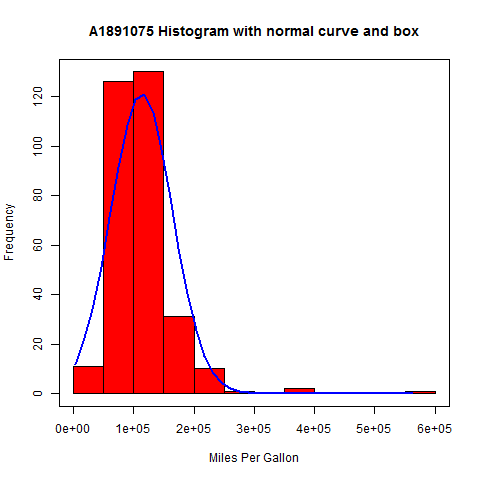 A1891075 Histogram with normal curve and box
Frequency
120
100
80
60
40
20
0
0e+00 1e+05 2e+05 3e+05 4e+05 5e+05 6e+05
Miles Per Gallon